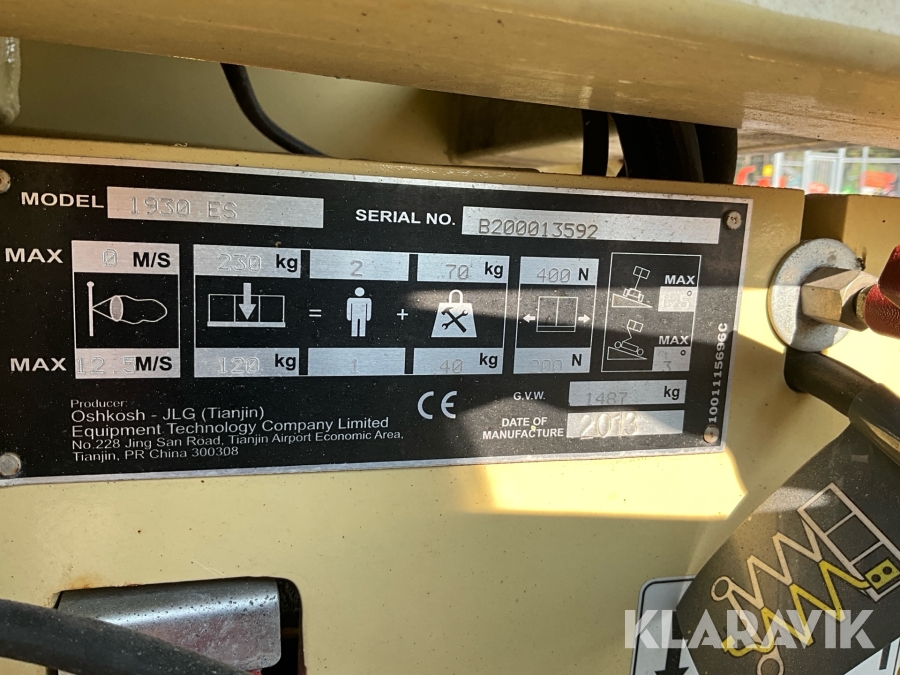 MODEL 1930 ES
SERIAL NO. B200013592
MAX 0 M/S 230 kg 2 70 kg 400 N MAX
= +
MAX 12.5 M/S 120 kg 1 40 kg N MAX 3°
G.V.W. 1487 kg
DATE OF MANUFACTURE 2013
CE
Producer:
Oshkosh - JLG (Tianjin)
Equipment Technology Company Limited
No.228 Jing San Road, Tianjin Airport Economic Area,
Tianjin, PR China 300308
1001115696C
KLARAVIK